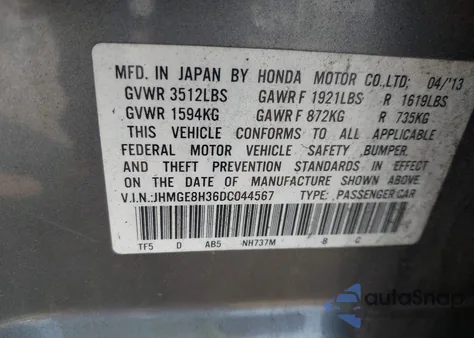 MFD. IN JAPAN BY HONDA MOTOR CO.,LTD; 04/'13
GVWR 3512LBS GAWR F 1921LBS R 1619LBS
GVWR 1594KG GAWR F 872KG R 735KG
THIS VEHICLE CONFORMS TO ALL APPLICABLE
FEDERAL MOTOR VEHICLE SAFETY, BUMPER,
AND THEFT PREVENTION STANDARDS IN EFFECT
ON THE DATE OF MANUFACTURE SHOWN ABOVE.
V.I.N.:JHMGE8H36DC044567 TYPE: PASSENGER CAR
TF5 D AB5 NH737M B C
autoSnap